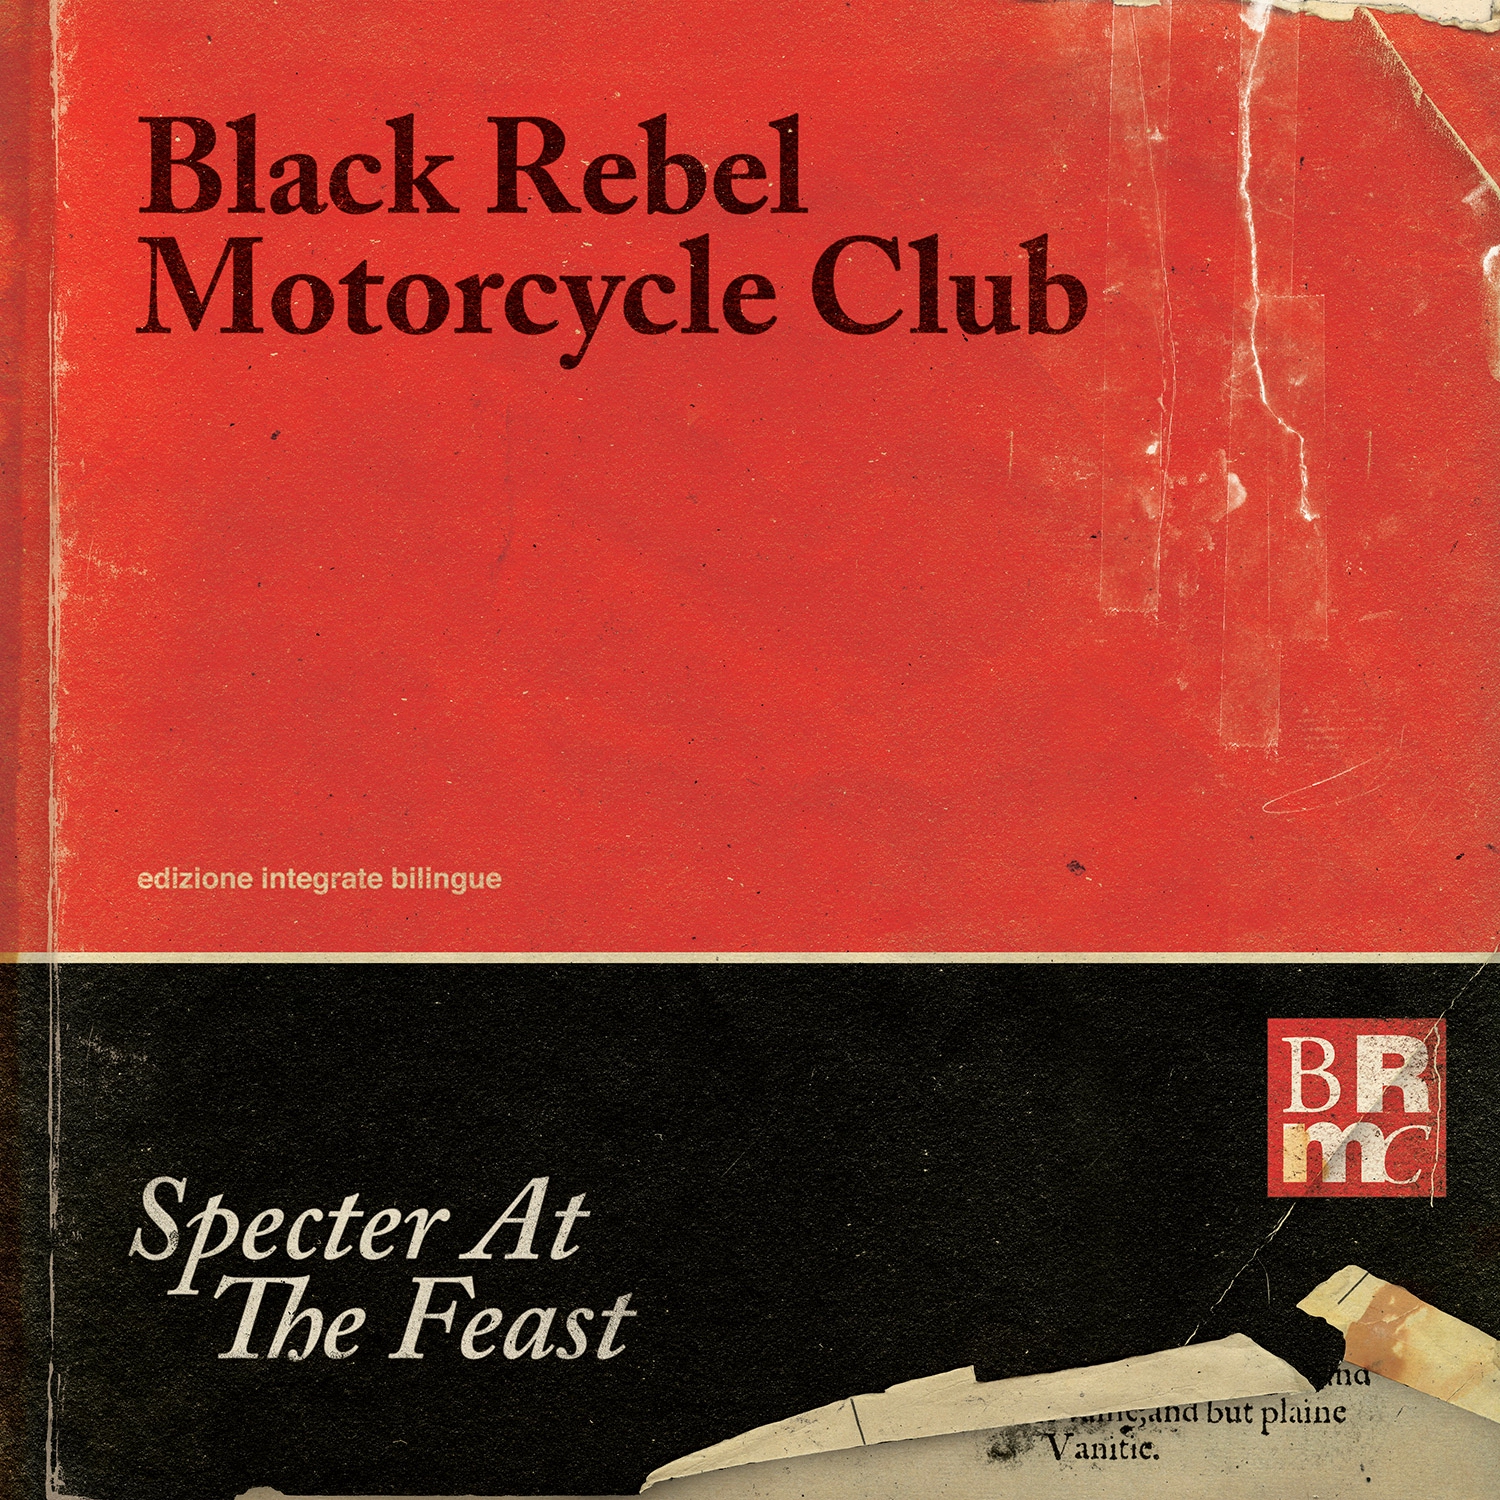 Black Rebel
Motorcycle Club
edizione integrate bilingue
BR
mc
Specter At
The Feast
and but plaine
Vanitie.